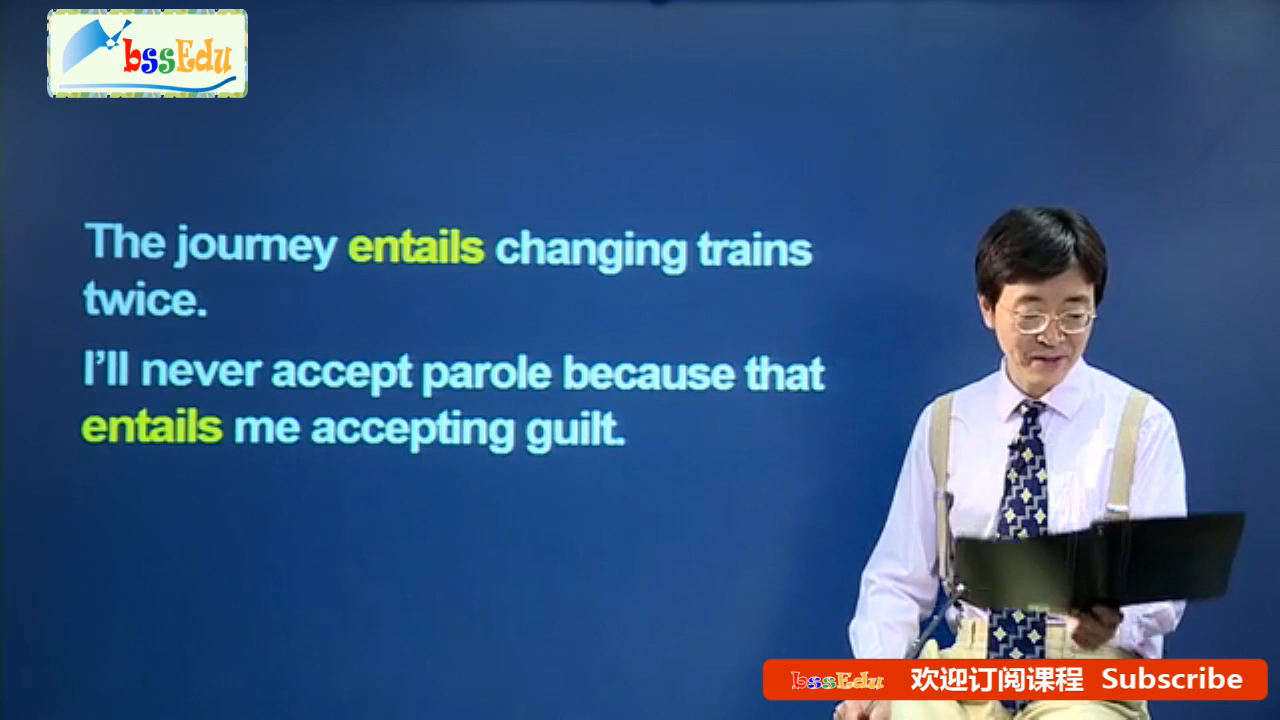 bssEdu
The journey entails changing trains
twice.
I’ll never accept parole because that
entails me accepting guilt.
bssEdu 欢迎订阅课程 Subscribe